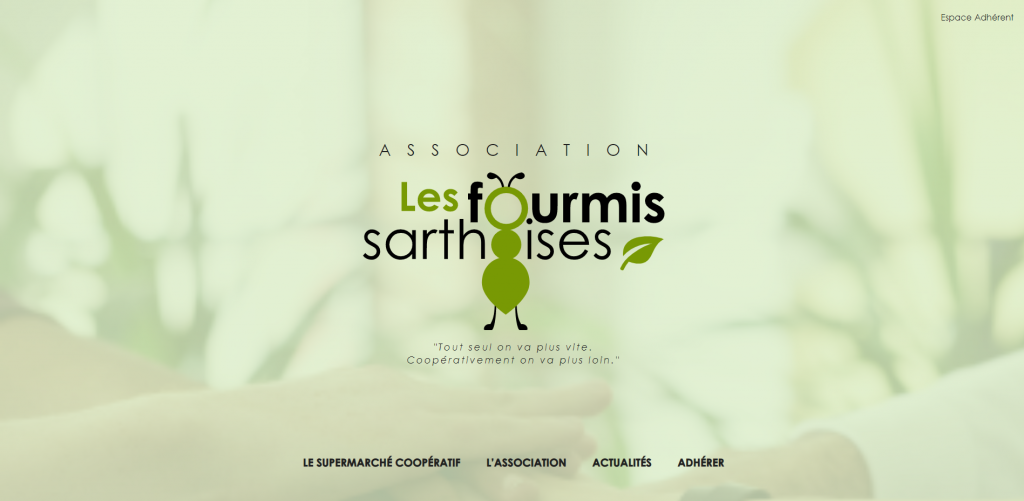 Espace Adhérent
ASSOCIATION
Les fourmis
sarthoises
"Tout seul on va plus vite.
Coopérativement on va plus loin."
LE SUPERMARCHÉ COOPÉRATIF L'ASSOCIATION ACTUALITÉS ADHÉRER